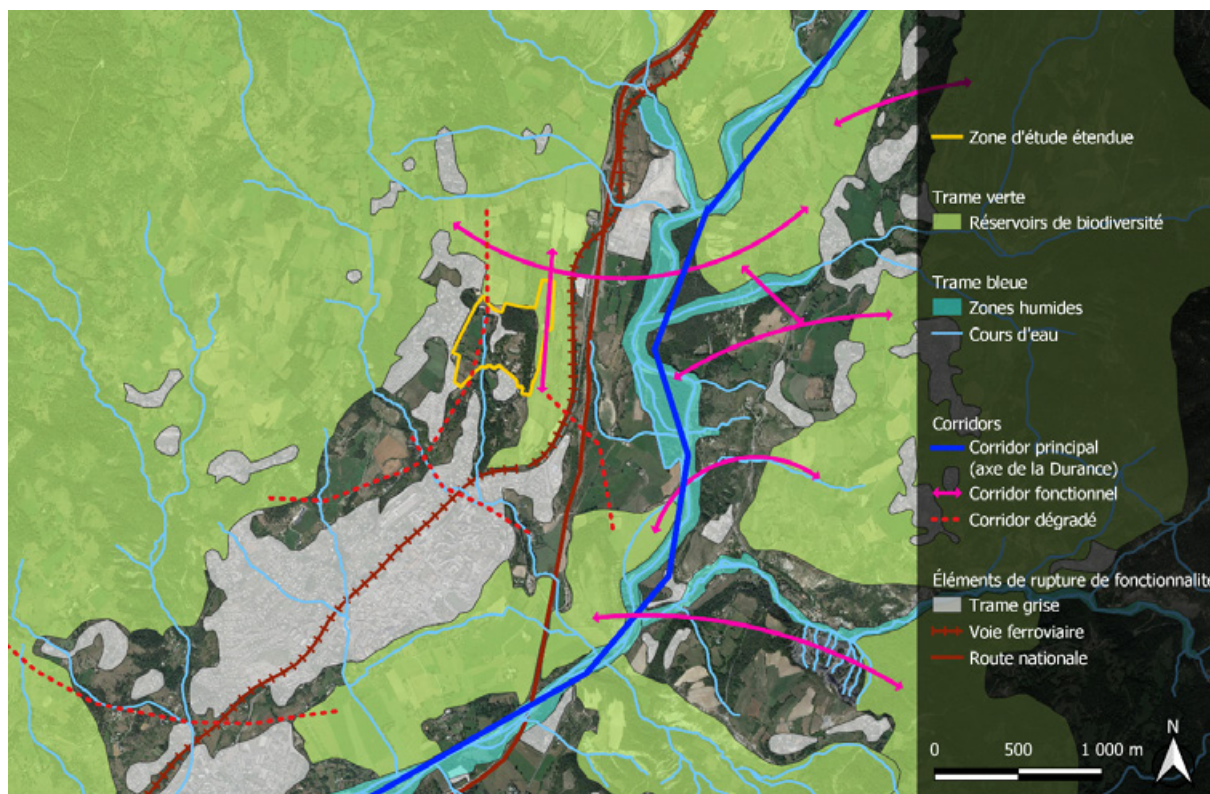 Zone d'étude étendue
Trame verte
Réservoirs de biodiversité
Trame bleue
Zones humides
Cours d'eau
Corridors
Corridor principal
(axe de la Durance)
Corridor fonctionnel
Corridor dégradé
Éléments de rupture de fonctionnalité
Trame grise
Voie ferroviaire
Route nationale
N
0 500 1 000 m